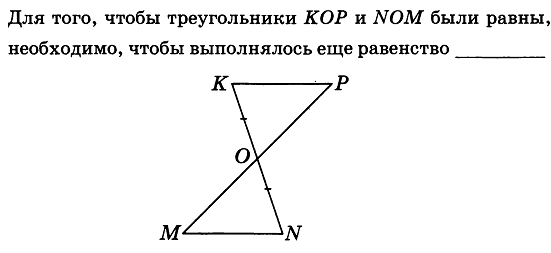 Для того, чтобы треугольники KOP и NOM были равны,
необходимо, чтобы выполнялось еще равенство __________
K P
O
M N